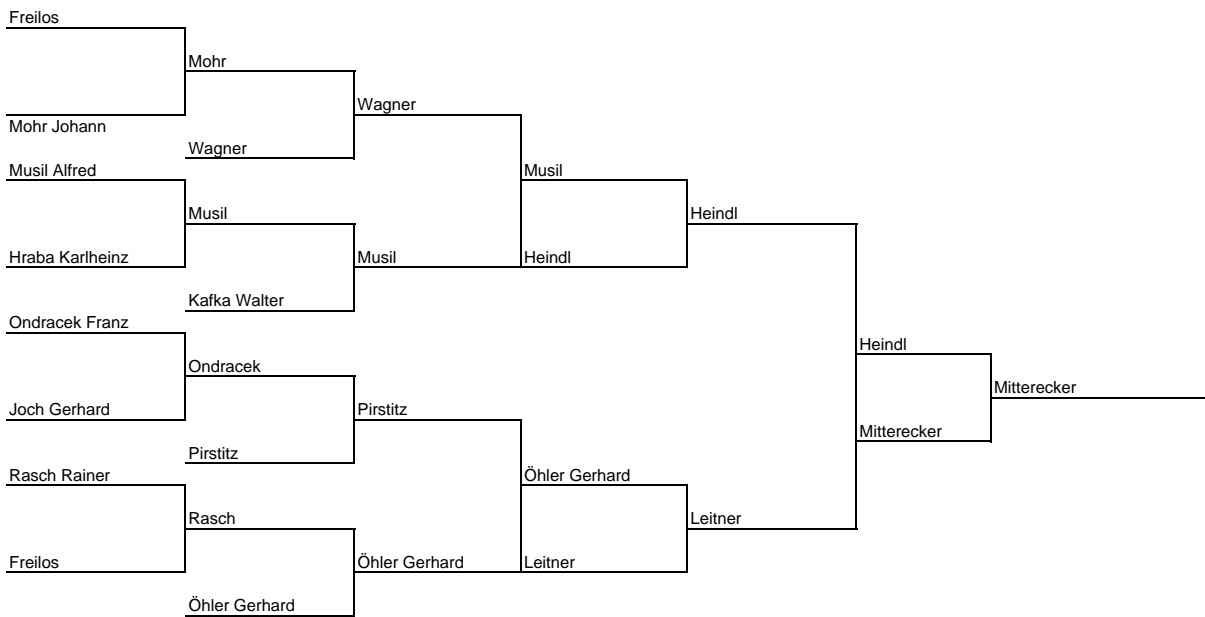 Freilos
Mohr
Wagner
Mohr Johann
Wagner
Musil Alfred
Musil
Musil
Heindl
Hraba Karlheinz
Musil
Heindl
Kafka Walter
Ondracek Franz
Heindl
Ondracek
Mitterecker
Joch Gerhard
Pirstitz
Mitterecker
Pirstitz
Rasch Rainer
Öhler Gerhard
Rasch
Leitner
Freilos
Öhler Gerhard
Leitner
Öhler Gerhard